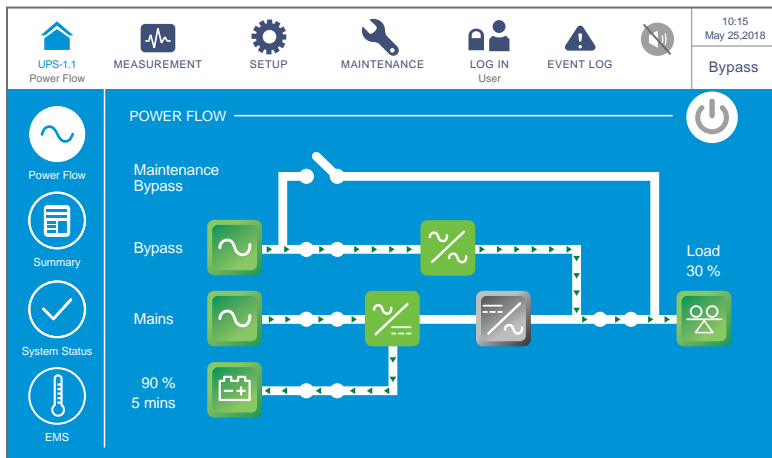 UPS-1.1
Power Flow
MEASUREMENT
SETUP
MAINTENANCE
LOG IN
User
EVENT LOG
10:15
May 25,2018
Bypass
Power Flow
Summary
System Status
EMS
POWER FLOW
Maintenance
Bypass
Bypass
Mains
90 %
5 mins
Load
30 %